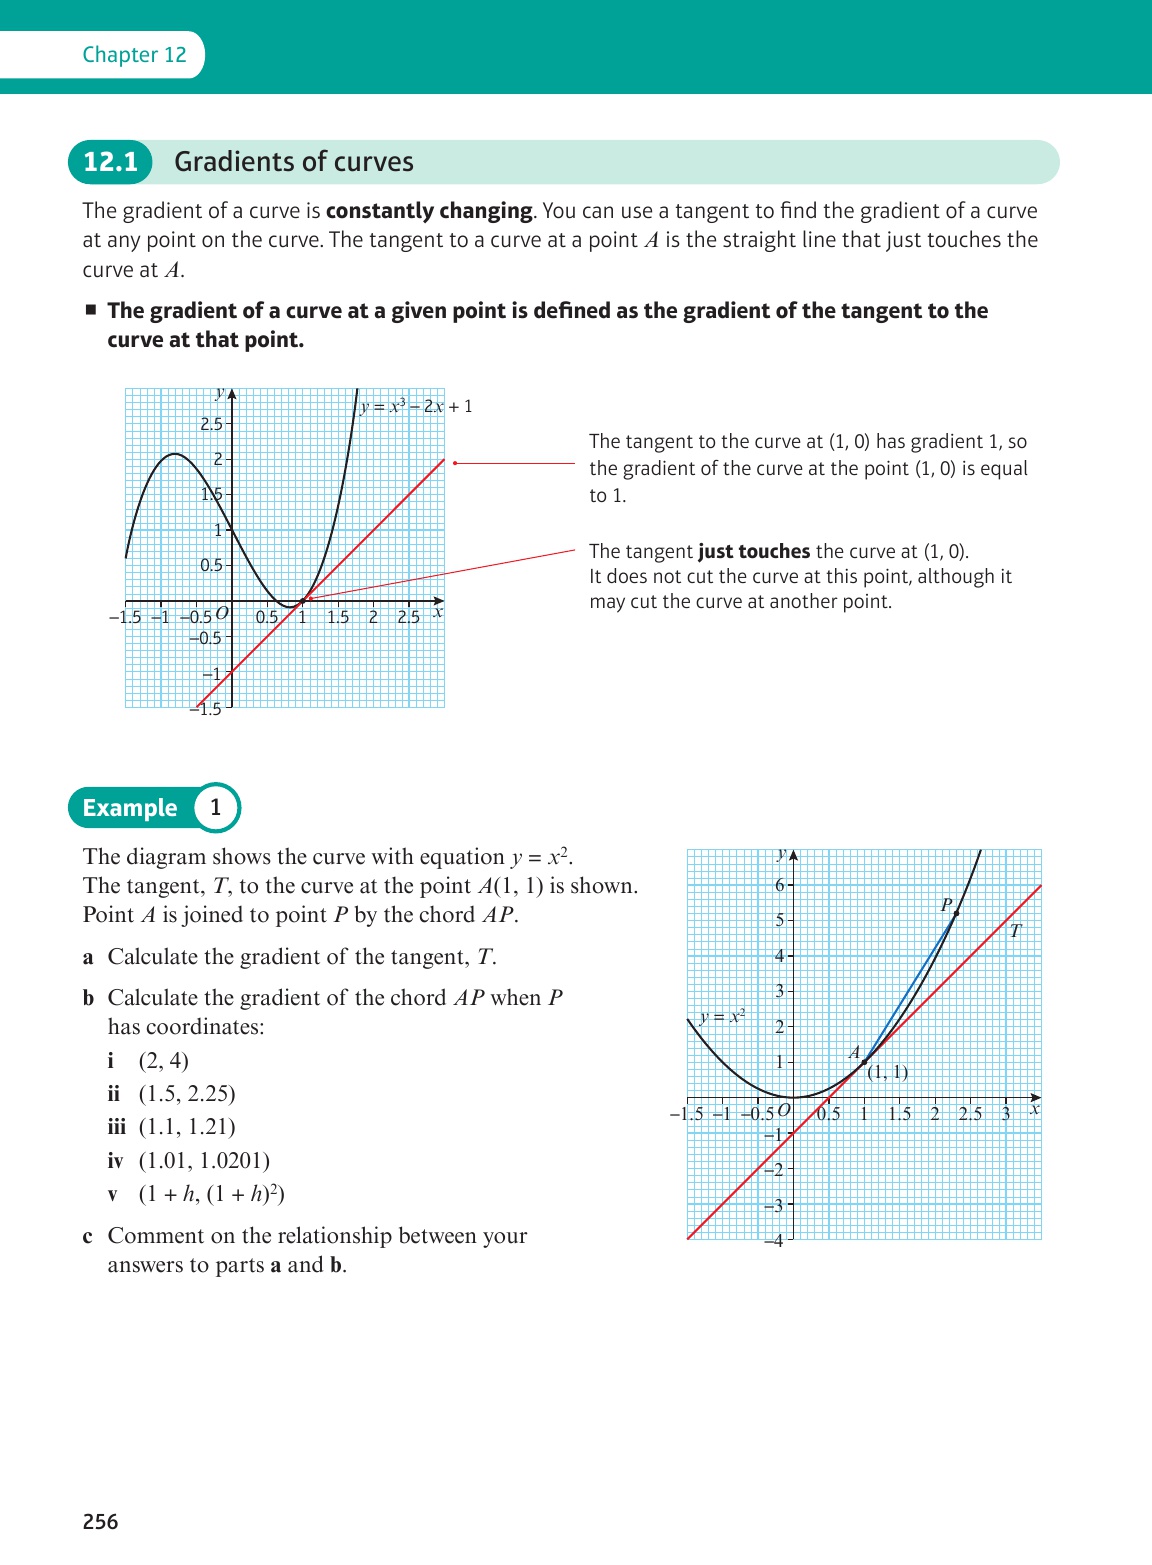 Chapter 12
12.1 Gradients of curves
The gradient of a curve is constantly changing. You can use a tangent to find the gradient of a curve
at any point on the curve. The tangent to a curve at a point A is the straight line that just touches the
curve at A.
■ The gradient of a curve at a given point is defined as the gradient of the tangent to the
curve at that point.
y
y = x³ – 2x + 1
2.5
2
1.5
1
0.5
–1.5 –1 –0.5 O 0.5 1 1.5 2 2.5 x
–0.5
–1
–1.5
The tangent to the curve at (1, 0) has gradient 1, so
the gradient of the curve at the point (1, 0) is equal
to 1.
The tangent just touches the curve at (1, 0).
It does not cut the curve at this point, although it
may cut the curve at another point.
Example 1
The diagram shows the curve with equation y = x².
The tangent, T, to the curve at the point A(1, 1) is shown.
Point A is joined to point P by the chord AP.
a Calculate the gradient of the tangent, T.
b Calculate the gradient of the chord AP when P
has coordinates:
i (2, 4)
ii (1.5, 2.25)
iii (1.1, 1.21)
iv (1.01, 1.0201)
v (1 + h, (1 + h)²)
c Comment on the relationship between your
answers to parts a and b.
y
6
P
5
T
4
3
y = x²
2
A
1
(1, 1)
–1.5 –1 –0.5 O 0.5 1 1.5 2 2.5 3 x
–1
–2
–3
–4
256